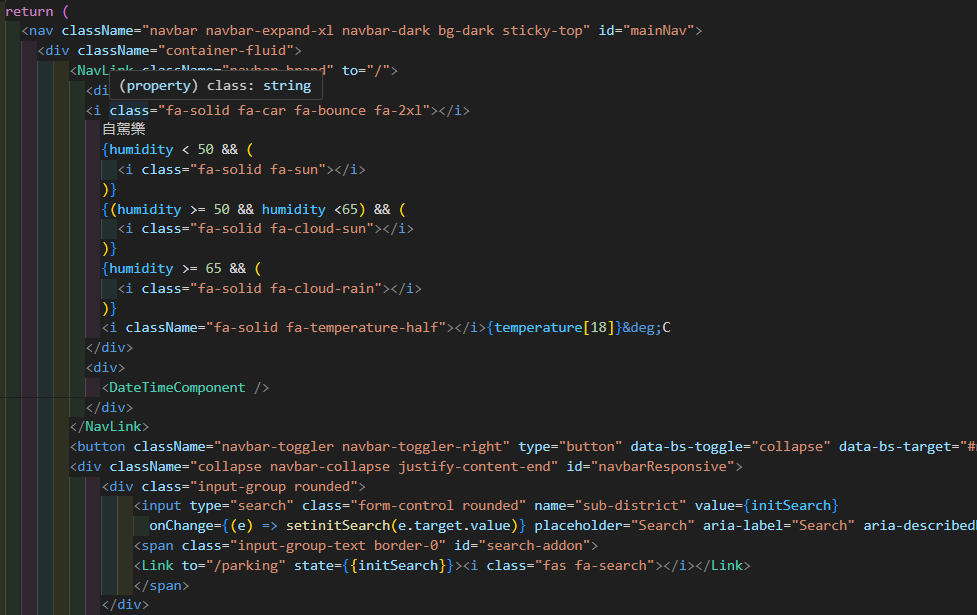 return (
<nav className="navbar navbar-expand-xl navbar-dark bg-dark sticky-top" id="mainNav">
<div className="container-fluid">
<NavLink className="navbar-brand" to="/">
<di
(property) class: string
<i class="fa-solid fa-car fa-bounce fa-2xl"></i>
自駕樂
{humidity < 50 && (
<i class="fa-solid fa-sun"></i>
)}
{(humidity >= 50 && humidity <65) && (
<i class="fa-solid fa-cloud-sun"></i>
)}
{humidity >= 65 && (
<i class="fa-solid fa-cloud-rain"></i>
)}
<i className="fa-solid fa-temperature-half"></i>{temperature[18]}&deg;C
</div>
<div>
<DateTimeComponent />
</div>
</NavLink>
<button className="navbar-toggler navbar-toggler-right" type="button" data-bs-toggle="collapse" data-bs-target="#
<div className="collapse navbar-collapse justify-content-end" id="navbarResponsive">
<div class="input-group rounded">
<input type="search" class="form-control rounded" name="sub-district" value={initSearch}
onChange={(e) => setinitSearch(e.target.value)} placeholder="Search" aria-label="Search" aria-described
<span class="input-group-text border-0" id="search-addon">
<Link to="/parking" state={{initSearch}}><i class="fas fa-search"></i></Link>
</span>
</div>